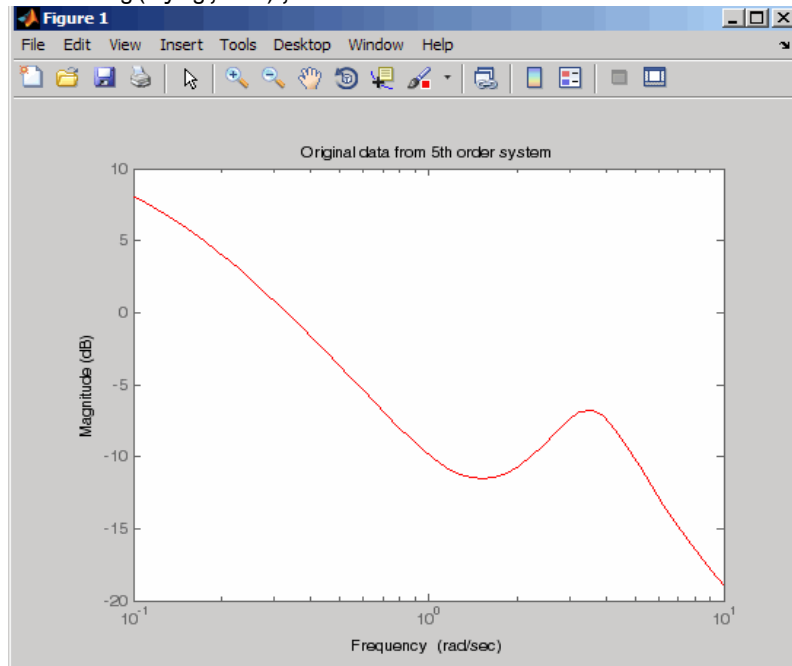 Figure 1
File Edit View Insert Tools Desktop Window Help
Original data from 5th order system
10
5
0
-5
-10
-15
-20
10^-1
10^0
10^1
Magnitude (dB)
Frequency (rad/sec)